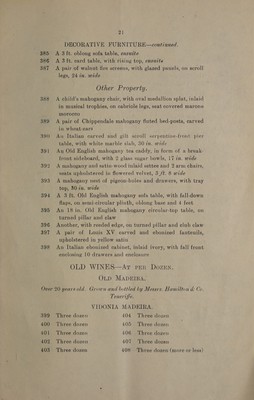 21
DECORATIVE FURNITURE—continued.
385 A 3 ft. oblong sofa table, ensuite
386 A 3 ft. card table, with rising top, ensuite
387 A pair of walnut fire screens, with glazed panels, on scroll
legs, 24 in. wide
Other Property.
388 A child's mahogany chair, with oval medallion splat, inlaid
in musical trophies, on cabriole legs, seat covered maroon
morocco
389 A pair of Chippendale mahogany fluted bed-posts, carved
in wheat-ears
390 An Italian carved and gilt scroll serpentine-front pier
table, with white marble slab, 30 in. wide
391 An Old English mahogany tea caddy, in form of a break-
front sideboard, with 2 glass sugar bowls, 17 in. wide
392 A mahogany and satin-wood inlaid settee and 2 arm chairs,
seats upholstered in flowered velvet, 3 ft. 9 wide
393 A mahogany nest of pigeon-holes and drawers, with tray
top, 30 in. wide
394 A 3 ft. Old English mahogany sofa table, with fall-down
flaps, on semi-circular plinth, oblong base and 4 feet
395 An 18 in. Old English mahogany circular-top table, on
turned pillar and claw
396 Another, with reeded edge, on turned pillar and club claw
397 A pair of Louis XV. carved and ebonized fauteuils,
upholstered in yellow satin
398 An Italian ebonized cabinet, inlaid ivory, with fall front
enclosing 10 drawers and enclosure
OLD WINES—AT PER DOZEN.
OLD MADEIRA.
Over 20 years old. Grown and bottled by Messrs. Hamilton & Co.
Teneriffe.
VIDONIA MADEIRA.
399 Three dozen
400 Three dozen
401 Three dozen
402 Three dozen
403 Three dozen
404 Three dozen
405 Three dozen
406 Three dozen
407 Three dozen
408 Three dozen (more or less)